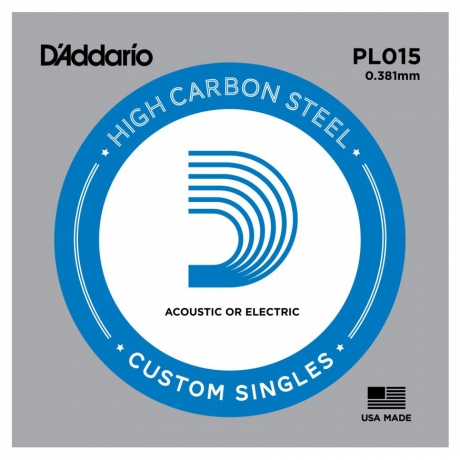 D'Addario
PL015
0.381mm
HIGH CARBON STEEL
ACOUSTIC OR ELECTRIC
CUSTOM SINGLES
USA MADE